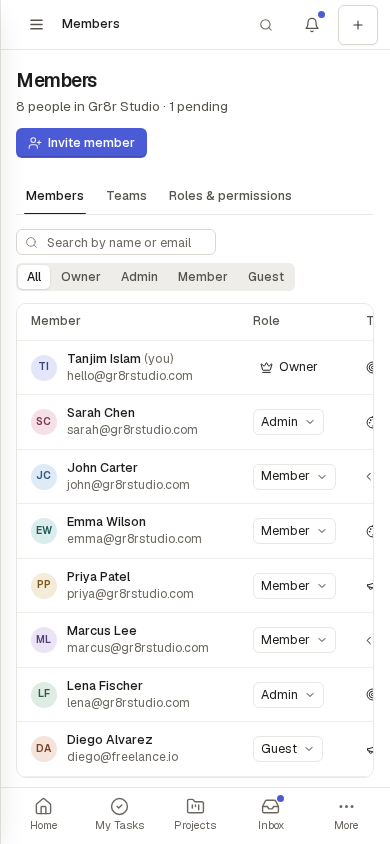 Members
Members
8 people in Gr8r Studio · 1 pending
Invite member
Members Teams Roles & permissions
Search by name or email
All Owner Admin Member Guest
Member Role T
TI Tanjim Islam (you) Owner
hello@gr8rstudio.com
SC Sarah Chen Admin
sarah@gr8rstudio.com
JC John Carter Member
john@gr8rstudio.com
EW Emma Wilson Member
emma@gr8rstudio.com
PP Priya Patel Member
priya@gr8rstudio.com
ML Marcus Lee Member
marcus@gr8rstudio.com
LF Lena Fischer Admin
lena@gr8rstudio.com
DA Diego Alvarez Guest
diego@freelance.io
Home My Tasks Projects Inbox More